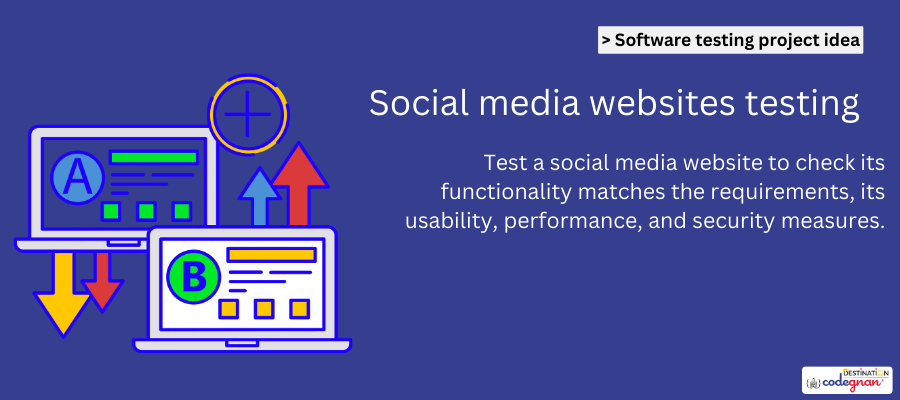 > Software testing project idea
Social media websites testing
Test a social media website to check its
functionality matches the requirements, its
usability, performance, and security measures.
A
B
DESTINATION
codegnan